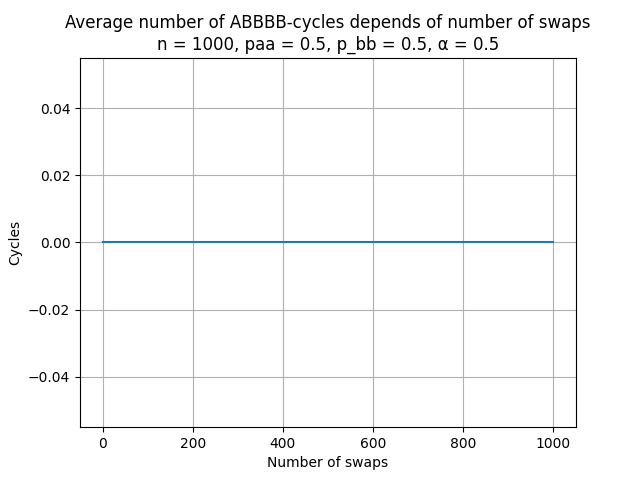 Average number of ABBBB-cycles depends of number of swaps
n = 1000, paa = 0.5, p_bb = 0.5, α = 0.5
0.04
0.02
0.00
−0.02
−0.04
Cycles
0 200 400 600 800 1000
Number of swaps